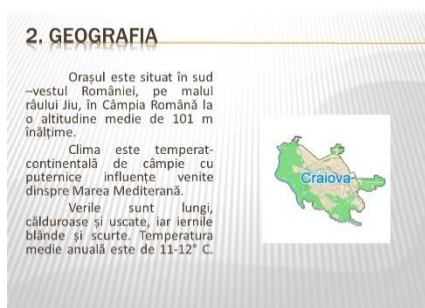 2. GEOGRAFIA
Orașul este situat în sud
–vestul României, pe malul
râului Jiu, în Câmpia Română la
o altitudine medie de 101 m
înălțime.
Clima este temperat-
continentală de câmpie cu
puternice influențe venite
dinspre Marea Mediterană.
Verile sunt lungi,
călduroase și uscate, iar iernile
blânde și scurte. Temperatura
medie anuală este de 11-12° C.
Craiova